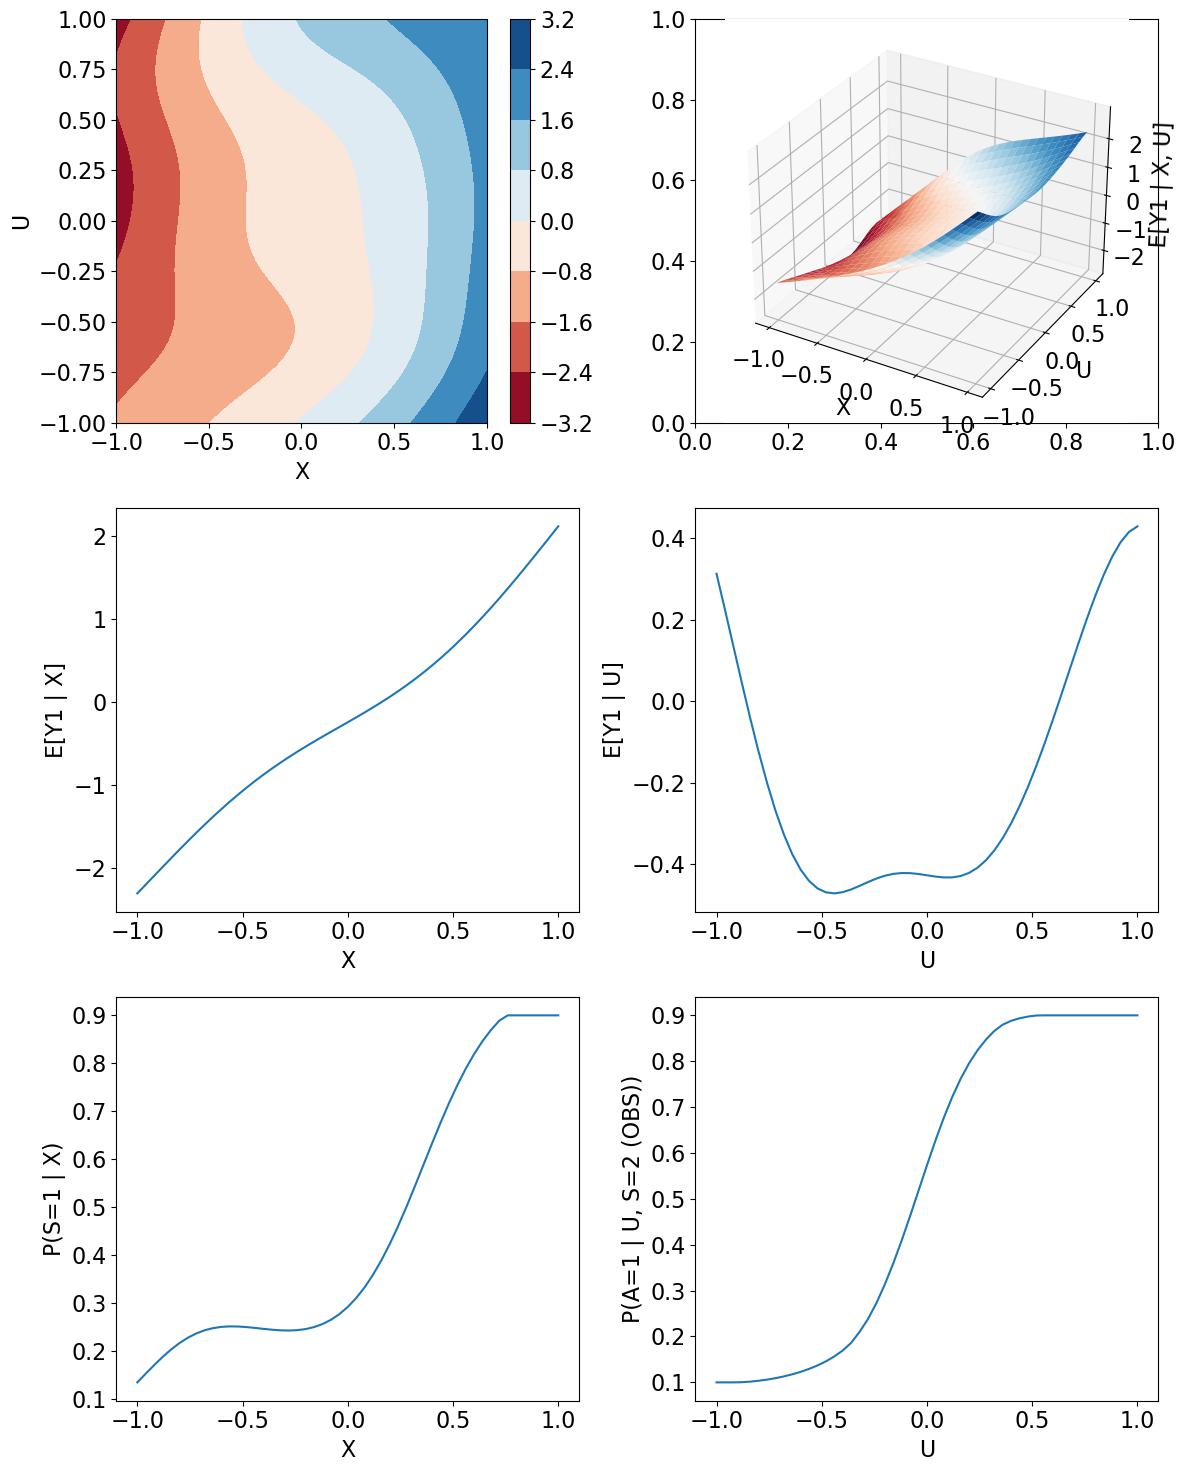 1.00
0.75
0.50
0.25
0.00
−0.25
−0.50
−0.75
−1.00
U
−1.0 −0.5 0.0 0.5 1.0
X
3.2
2.4
1.6
0.8
0.0
−0.8
−1.6
−2.4
−3.2
1.0
0.8
0.6
0.4
0.2
0.0
0.0 0.2 0.4 0.6 0.8 1.0
−1.0 −0.5 0.0 0.5 1.0
X
−1.0 −0.5 0.0 0.5 1.0
U
2
1
0
−1
−2
E[Y1 | X, U]
2
1
0
−1
−2
E[Y1 | X]
−1.0 −0.5 0.0 0.5 1.0
X
0.4
0.2
0.0
−0.2
−0.4
E[Y1 | U]
−1.0 −0.5 0.0 0.5 1.0
U
0.9
0.8
0.7
0.6
0.5
0.4
0.3
0.2
0.1
P(S=1 | X)
−1.0 −0.5 0.0 0.5 1.0
X
0.9
0.8
0.7
0.6
0.5
0.4
0.3
0.2
0.1
P(A=1 | U, S=2 (OBS))
−1.0 −0.5 0.0 0.5 1.0
U